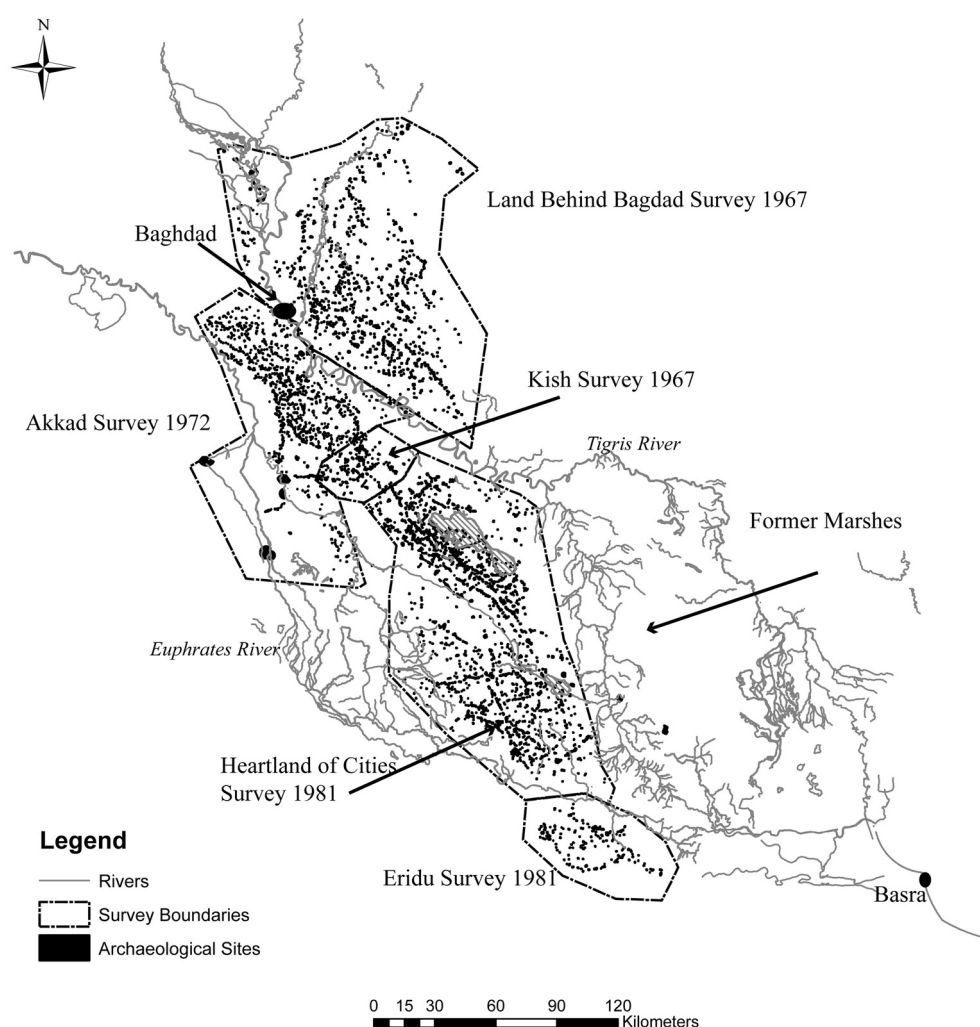 N
Land Behind Bagdad Survey 1967
Baghdad
Kish Survey 1967
Akkad Survey 1972
Tigris River
Former Marshes
Euphrates River
Heartland of Cities
Survey 1981
Eridu Survey 1981
Basra
Legend
Rivers
Survey Boundaries
Archaeological Sites
0 15 30 60 90 120
Kilometers